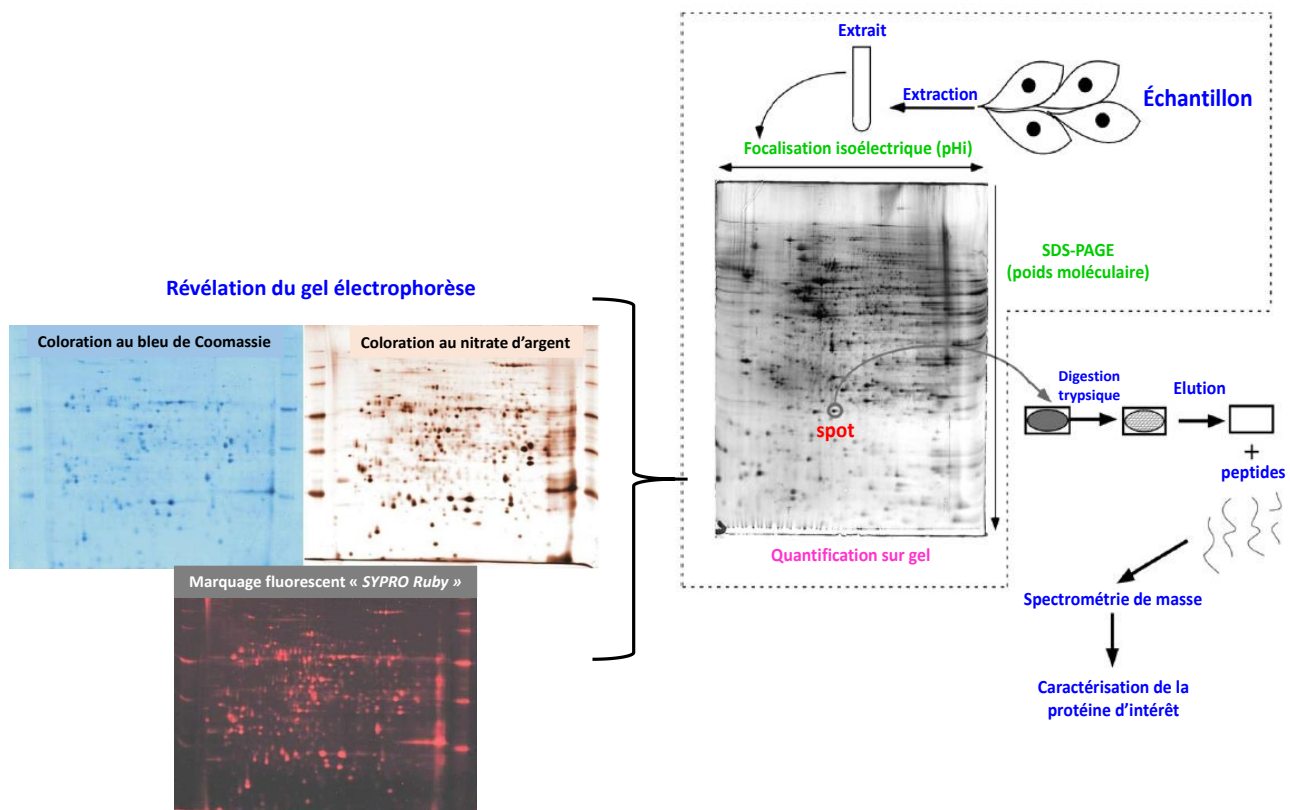 Extrait
Extraction
Échantillon
Focalisation isoélectrique (pHi)
SDS-PAGE
(poids moléculaire)
Révélation du gel électrophorèse
Coloration au bleu de Coomassie
Coloration au nitrate d'argent
Digestion
trypsique
Elution
spot
+
peptides
Quantification sur gel
Marquage fluorescent « SYPRO Ruby »
Spectrométrie de masse
Caractérisation de la
protéine d'intérêt